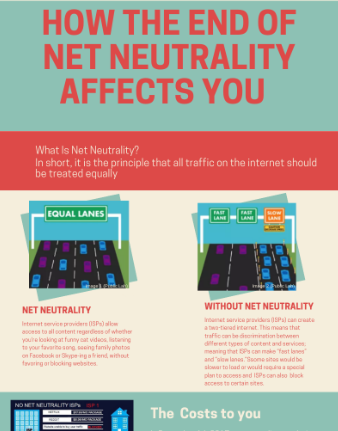 HOW THE END OF
NET NEUTRALITY
AFFECTS YOU
What Is Net Neutrality?
In short, it is the principle that all traffic on the internet should
be treated equally
EQUAL LANES
FAST LANE
FAST LANE
SLOW LANE
NET NEUTRALITY
Internet service providers (ISPs) allow
access to all content regardless of whether
you're looking at funny cat videos, listening
to your favorite song, seeing family photos
on Facebook or Skype-ing a friend, without
favoring or blocking websites.
WITHOUT NET NEUTRALITY
Internet service providers (ISPs) can create
a two-tiered internet. This means that
traffic can be discrimination between
different types of content and services;
meaning that ISPs can make "fast lanes"
and "slow lanes." Some sites would be
slower to load or would require a special
plan to access and ISPs can also block
access to certain sites.
NO NET NEUTRALITY ISPs
The Costs to you